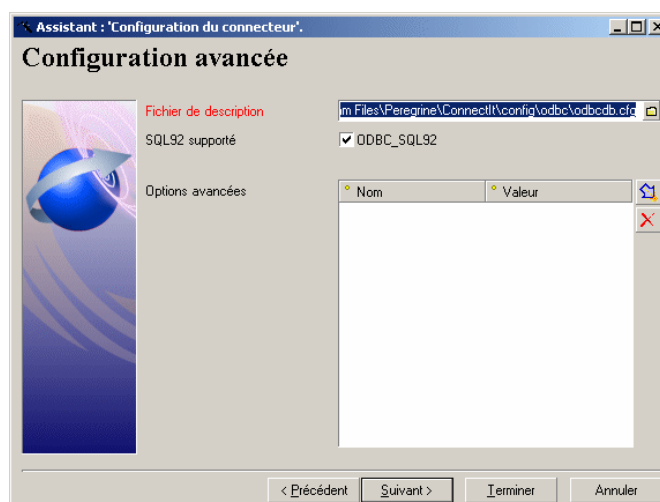 Assistant : 'Configuration du connecteur'.
Configuration avancée
Fichier de description
m Files\Peregrine\ConnectIt\config\odbc\odbcdb.cfg
SQL92 supporté
ODBC_SQL92
Options avancées
Nom
Valeur
< Précédent
Suivant >
Terminer
Annuler